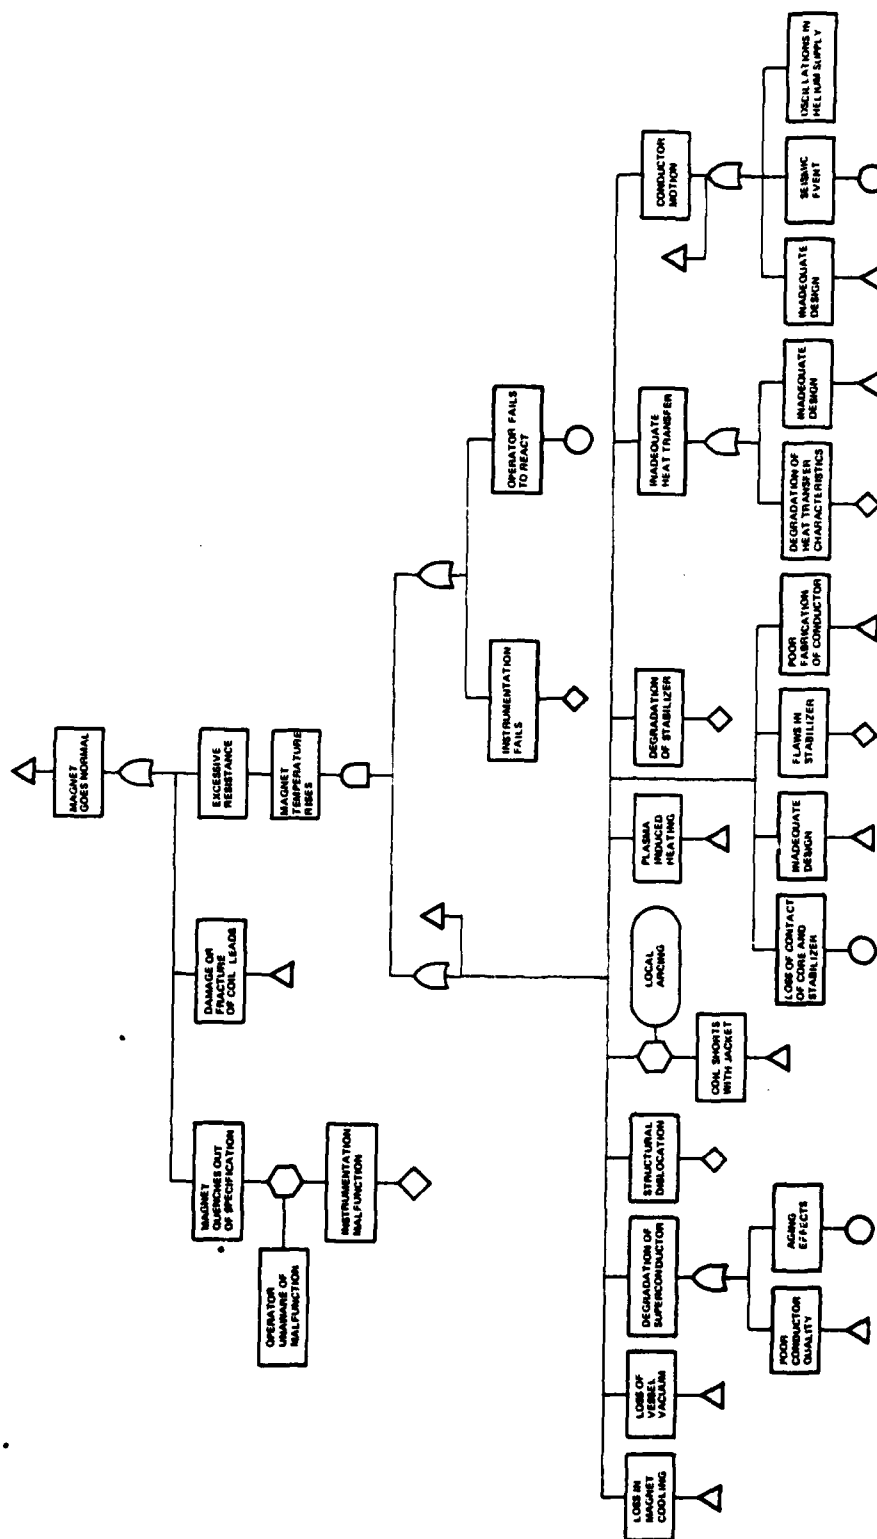 MAGNET
GOES NORMAL
MAGNET
QUENCHES OUT
OF SPECIFICATION
DAMAGE OR
FRACTURE
OF COIL LEADS
EXCESSIVE
RESISTANCE
OPERATOR
UNAWARE OF
MALFUNCTION
INSTRUMENTATION
MALFUNCTION
MAGNET
TEMPERATURE
RISES
INSTRUMENTATION
FAILS
OPERATOR FAILS
TO REACT
LOSS IN
MAGNET
COOLING
LOSS OF
VESSEL
VACUUM
DEGRADATION OF
SUPERCONDUCTOR
STRUCTURAL
DISLOCATION
LOCAL
ARCING
PLASMA
INDUCED
HEATING
DEGRADATION
OF STABILIZER
INADEQUATE
HEAT TRANSFER
CONDUCTOR
MOTION
COIL SHORTS
WITH JACKET
POOR
CONDUCTOR
QUALITY
AGING
EFFECTS
LOSS OF CONTACT
OF CORE AND
STABILIZER
INADEQUATE
DESIGN
FLAWS IN
STABILIZER
POOR
FABRICATION
OF CONDUCTOR
DEGRADATION OF
HEAT TRANSFER
CHARACTERISTICS
INADEQUATE
DESIGN
INADEQUATE
DESIGN
SEISMIC
EVENT
OSCILLATIONS IN
HELIUM SUPPLY